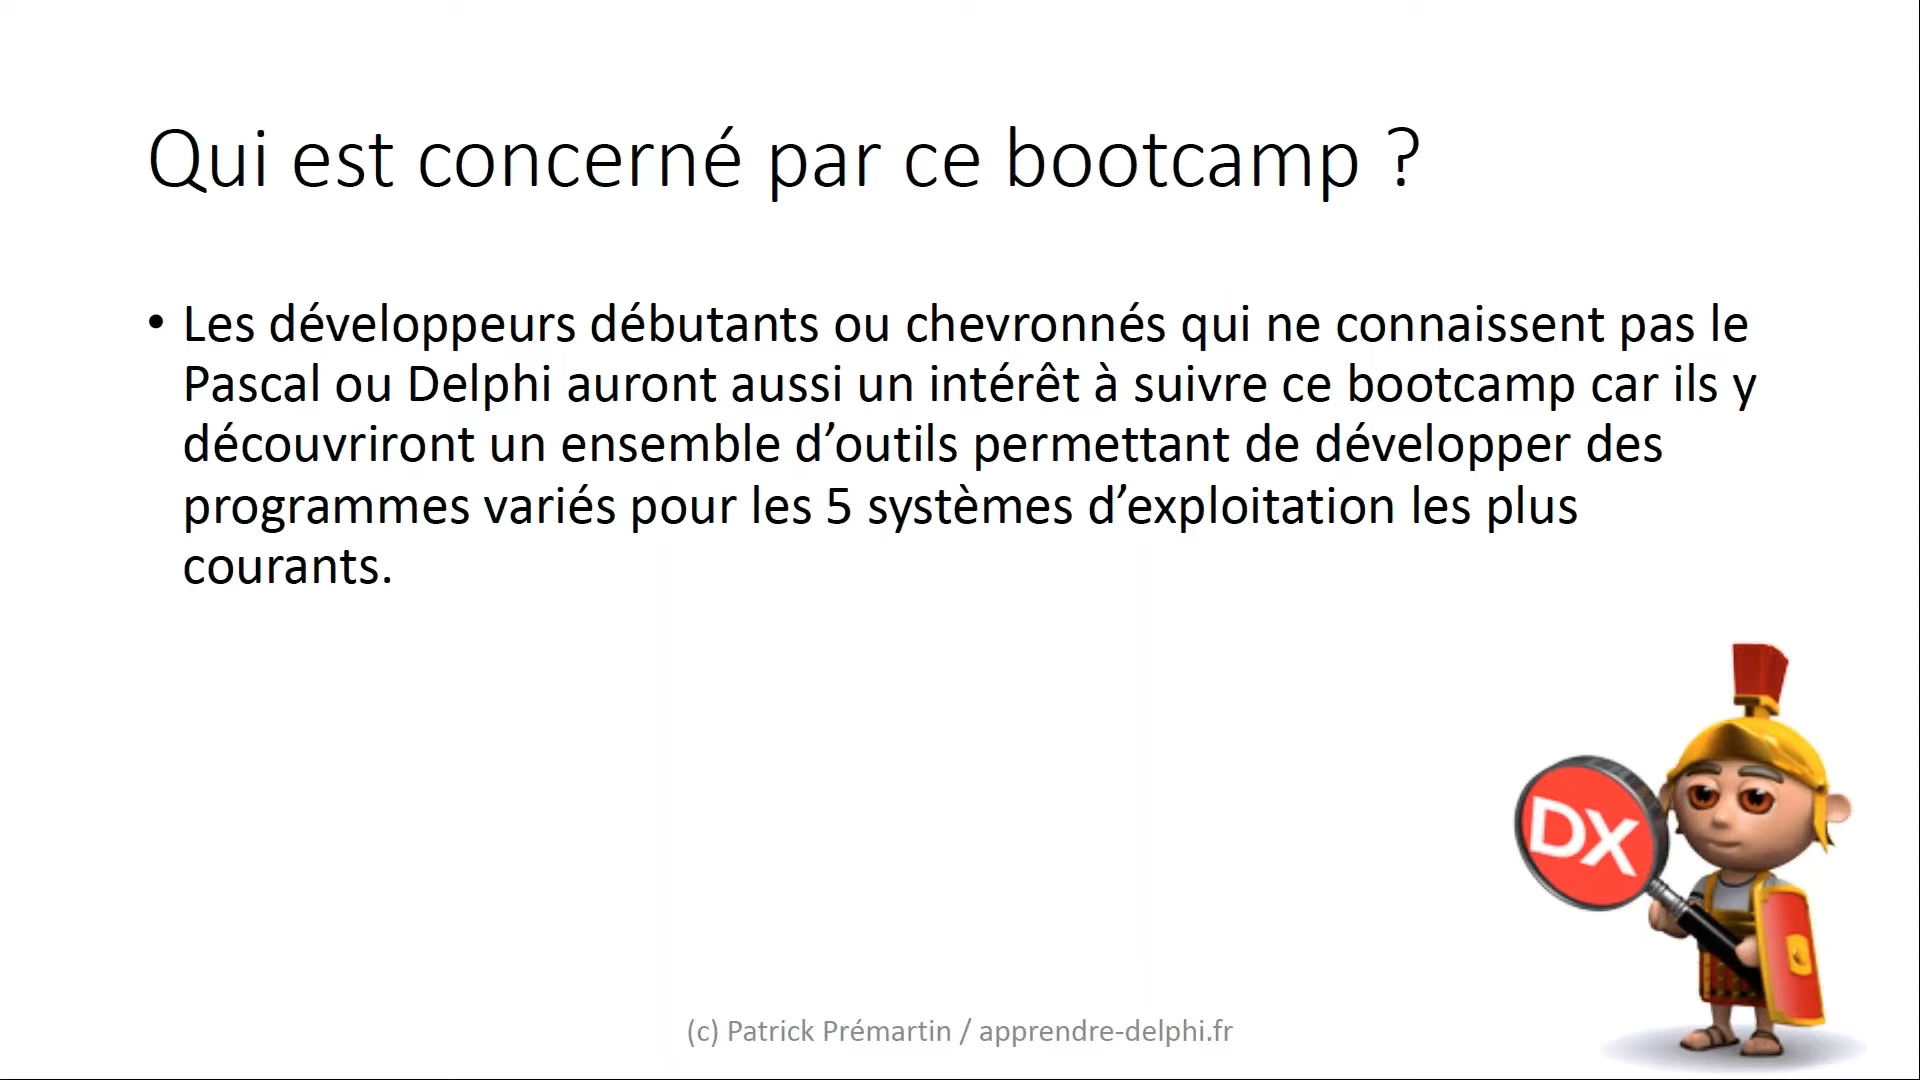 Qui est concerné par ce bootcamp ?
• Les développeurs débutants ou chevronnés qui ne connaissent pas le
Pascal ou Delphi auront aussi un intérêt à suivre ce bootcamp car ils y
découvriront un ensemble d’outils permettant de développer des
programmes variés pour les 5 systèmes d’exploitation les plus
courants.
DX
(c) Patrick Prémartin / apprendre-delphi.fr